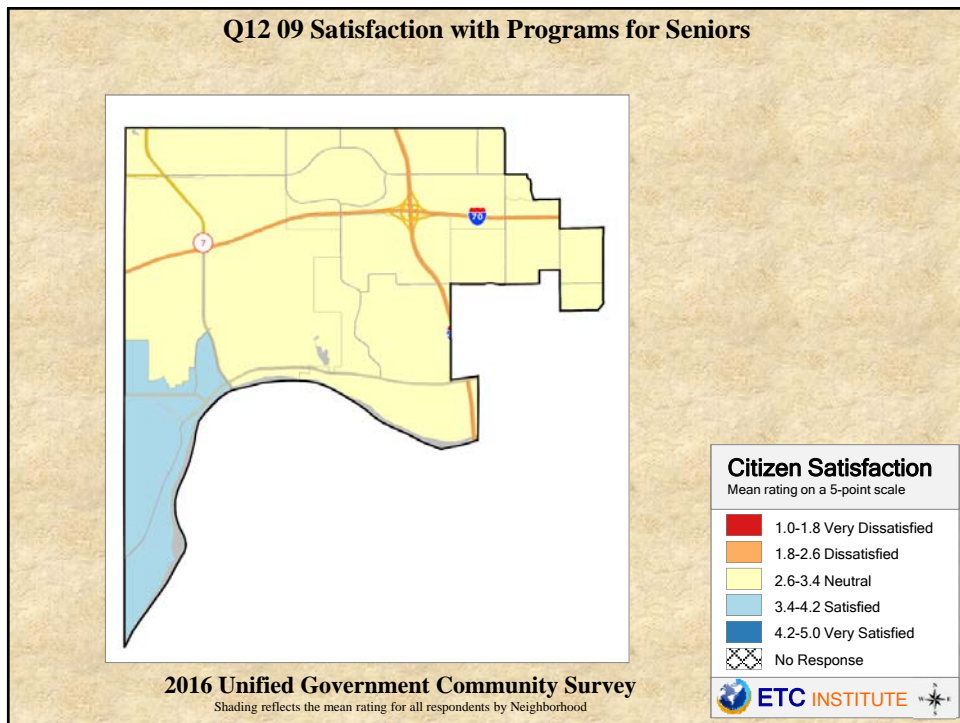 Q12 09 Satisfaction with Programs for Seniors
70
7
Citizen Satisfaction
Mean rating on a 5-point scale
1.0-1.8 Very Dissatisfied
1.8-2.6 Dissatisfied
2.6-3.4 Neutral
3.4-4.2 Satisfied
4.2-5.0 Very Satisfied
No Response
2016 Unified Government Community Survey
Shading reflects the mean rating for all respondents by Neighborhood
ETC INSTITUTE
N
W E
S